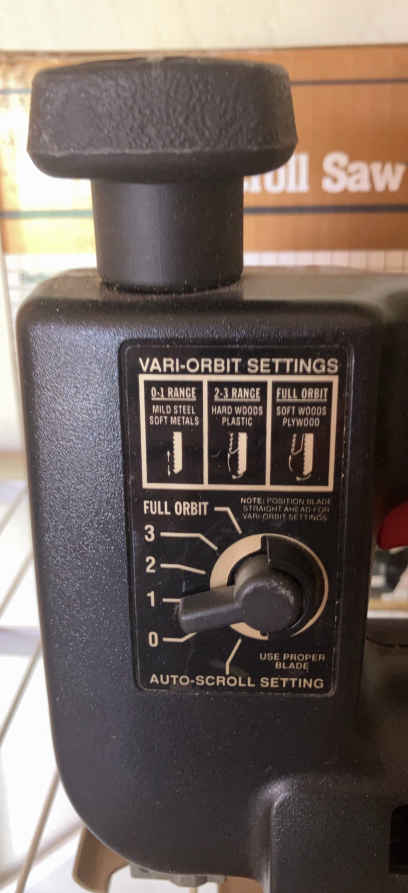 roll Saw
VARI-ORBIT SETTINGS
0-1 RANGE
MILD STEEL
SOFT METALS
2-3 RANGE
HARD WOODS
PLASTIC
FULL ORBIT
SOFT WOODS
PLYWOOD
NOTE: POSITION BLADE
STRAIGHT AHEAD FOR
VARI-ORBIT SETTINGS
FULL ORBIT
3
2
1
0
USE PROPER
BLADE
AUTO-SCROLL SETTING